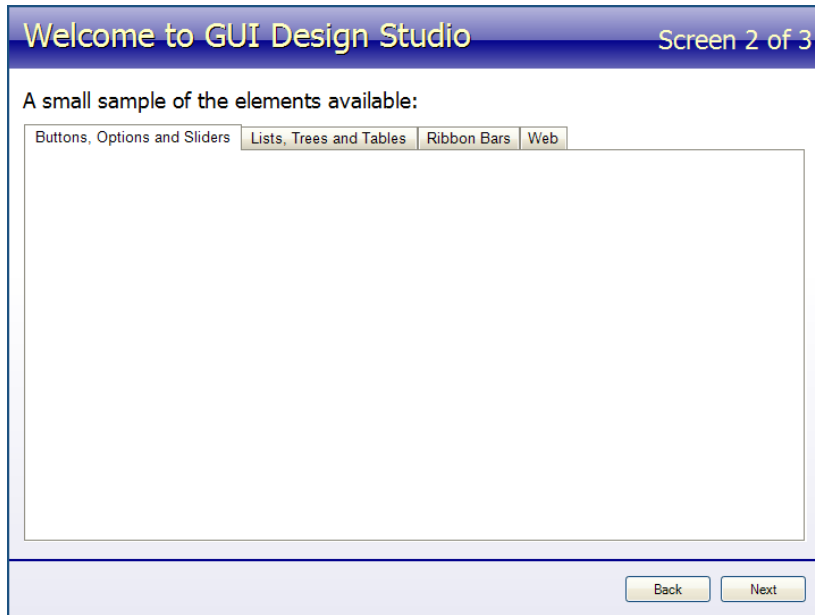 Welcome to GUI Design Studio Screen 2 of 3
A small sample of the elements available:
Buttons, Options and Sliders Lists, Trees and Tables Ribbon Bars Web
Back Next